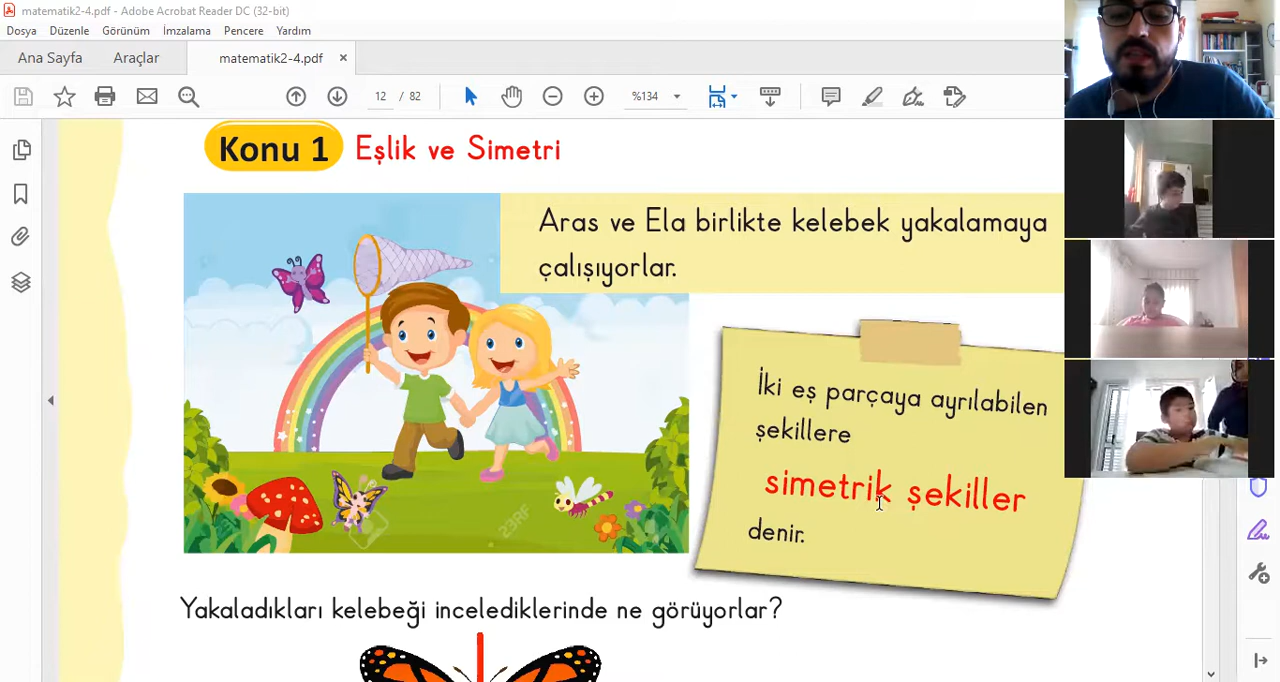 matematik2-4.pdf - Adobe Acrobat Reader DC (32-bit)
Dosya Düzenle Görünüm İmzalama Pencere Yardım
Ana Sayfa Araçlar matematik2-4.pdf ×
12 / 82 %134
Konu 1 Eşlik ve Simetri
Aras ve Ela birlikte kelebek yakalamaya
çalışıyorlar.
İki eş parçaya ayrılabilen
şekillere
simetrik şekiller
denir.
123RF
Yakaladıkları kelebeği incelediklerinde ne görüyorlar?